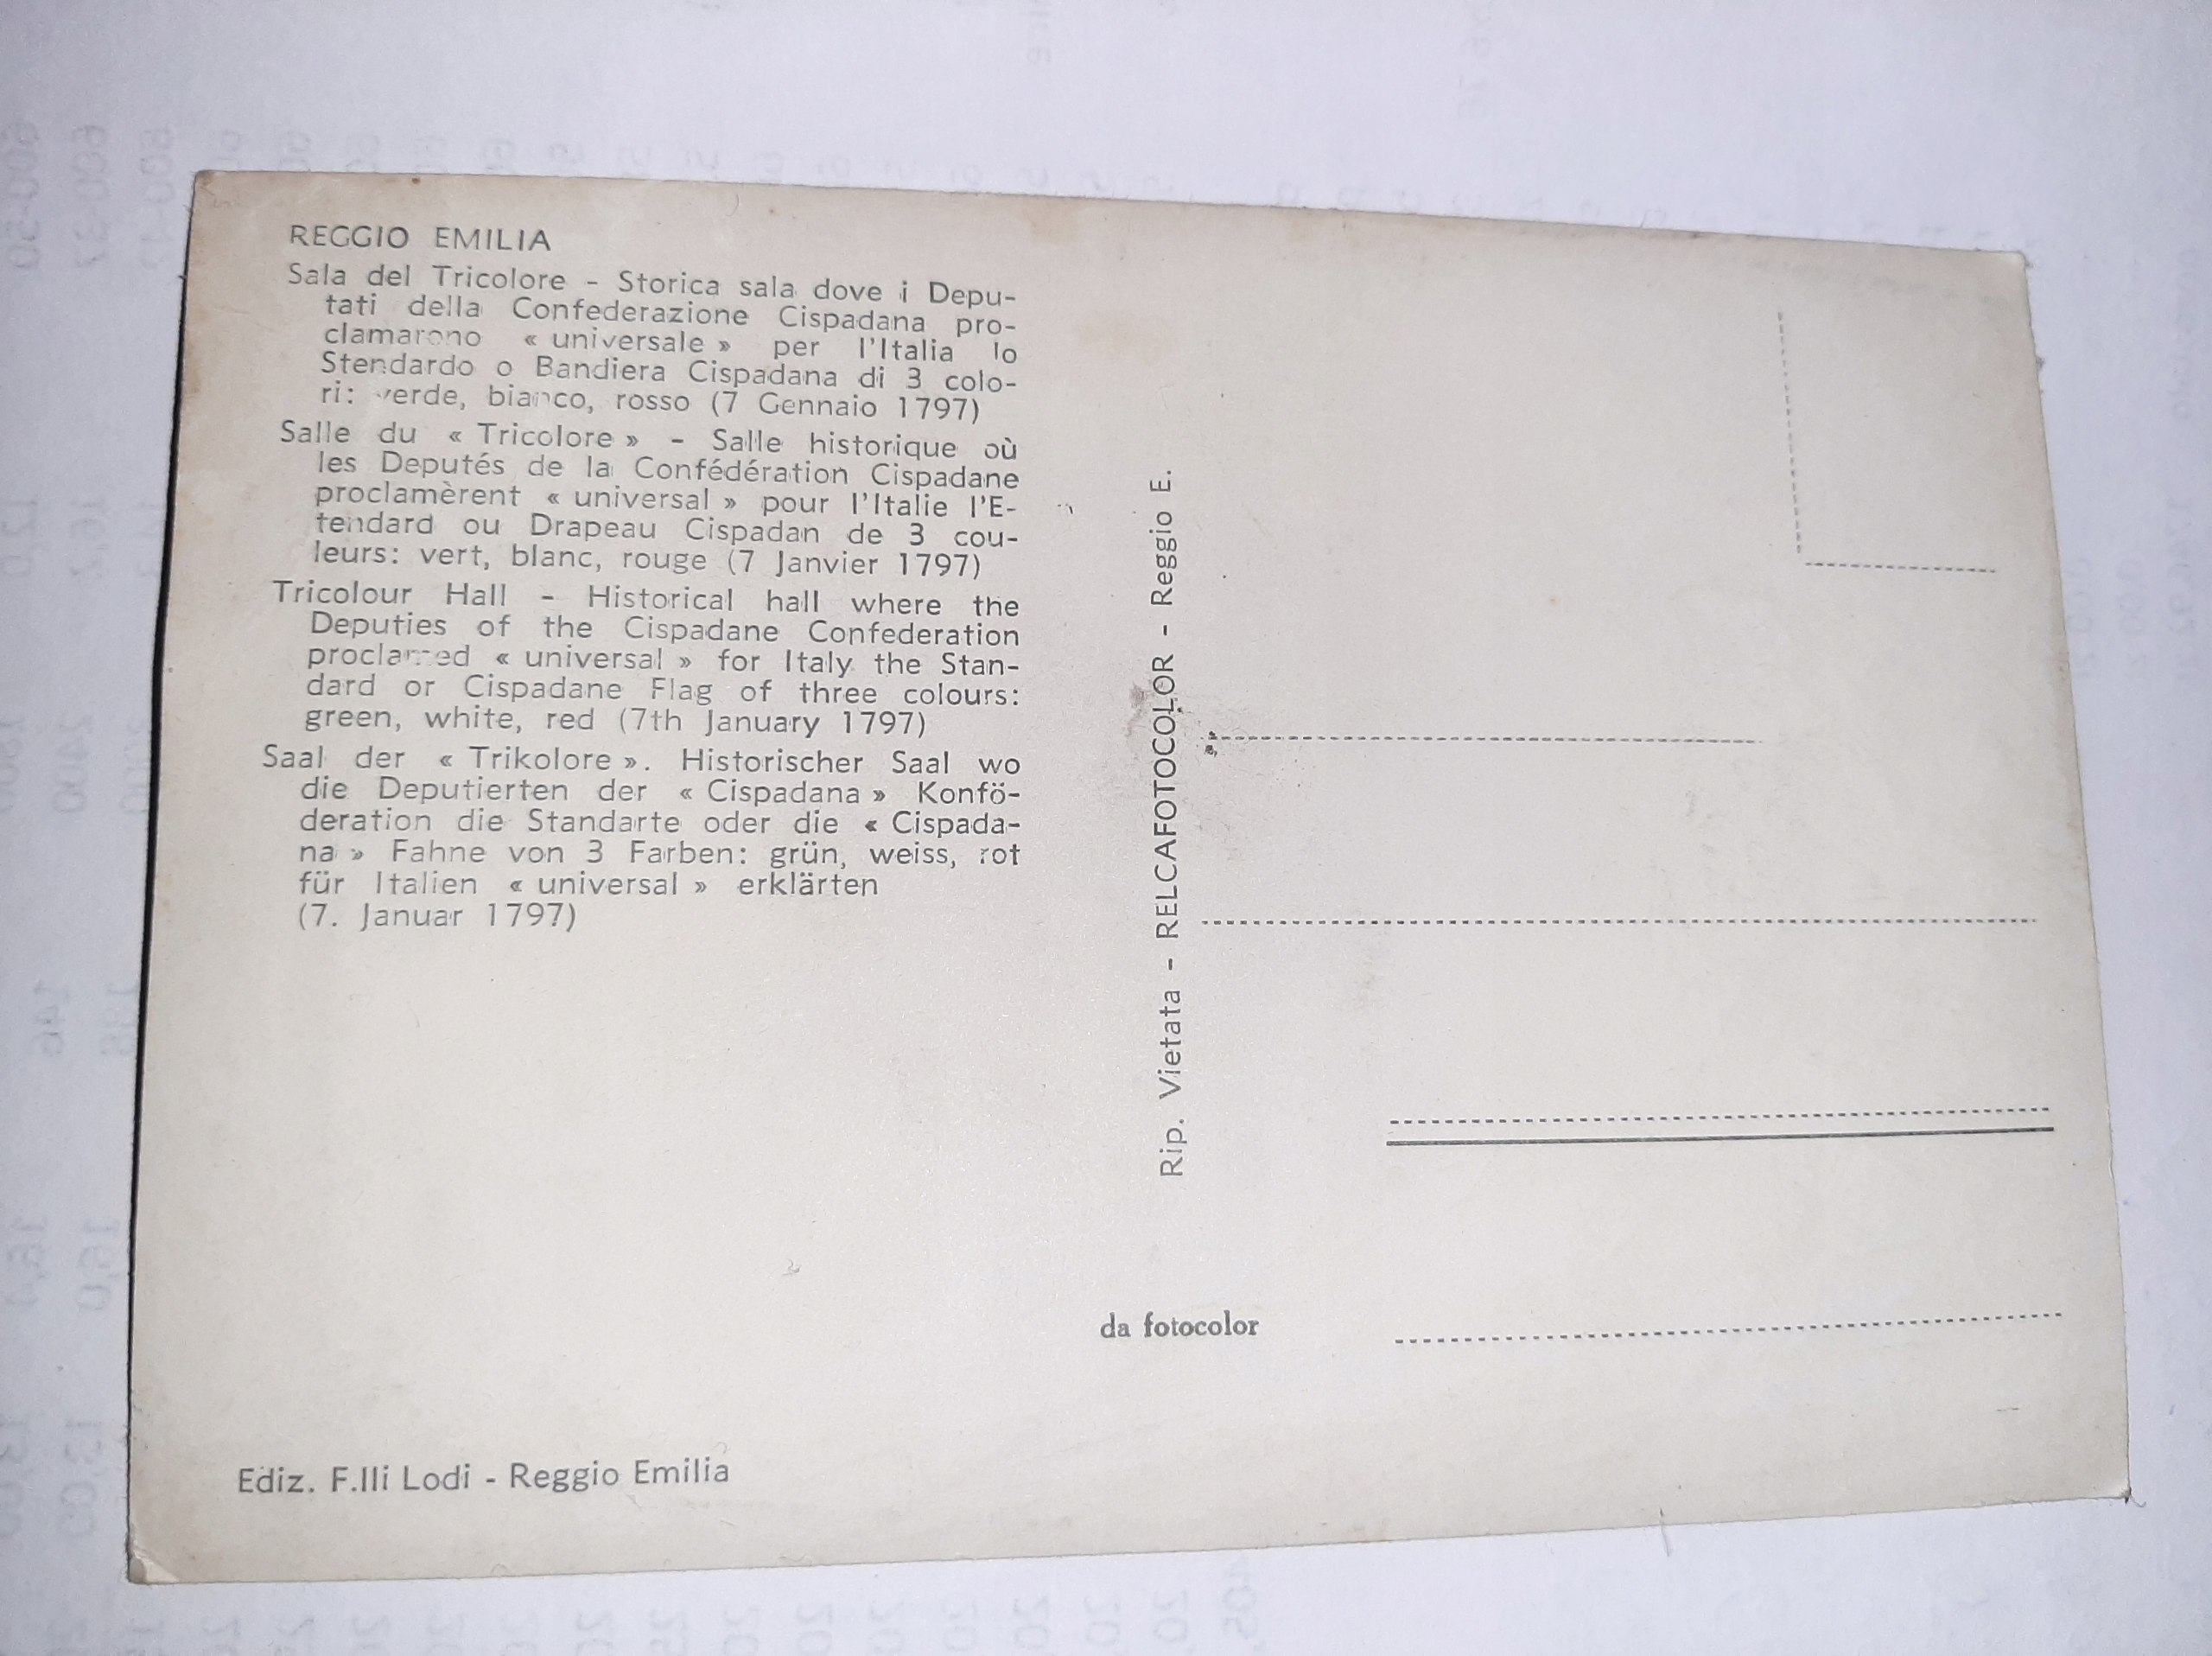 REGGIO EMILIA
Sala del Tricolore - Storica sala dove i Depu-
tati della Confederazione Cispadana pro-
clamarono « universale » per l'Italia lo
Stendardo o Bandiera Cispadana di 3 colo-
ri: verde, bianco, rosso (7 Gennaio 1797)
Salle du « Tricolore » - Salle historique où
les Deputés de la Confédération Cispadane
proclamèrent « universal » pour l'Italie l'E-
tendard ou Drapeau Cispadan de 3 cou-
leurs: vert, blanc, rouge (7 Janvier 1797)
Tricolour Hall - Historical hall where the
Deputies of the Cispadane Confederation
proclamed « universal » for Italy the Stan-
dard or Cispadane Flag of three colours:
green, white, red (7th January 1797)
Saal der « Trikolore ». Historischer Saal wo
die Deputierten der « Cispadana » Konfö-
deration die Standarte oder die « Cispada-
na » Fahne von 3 Farben: grün, weiss, rot
für Italien « universal » erklärten
(7. Januar 1797)
Ediz. F.lli Lodi - Reggio Emilia
Rip. Vietata - RELCAFOTOCOLOR - Reggio E.
da fotocolor